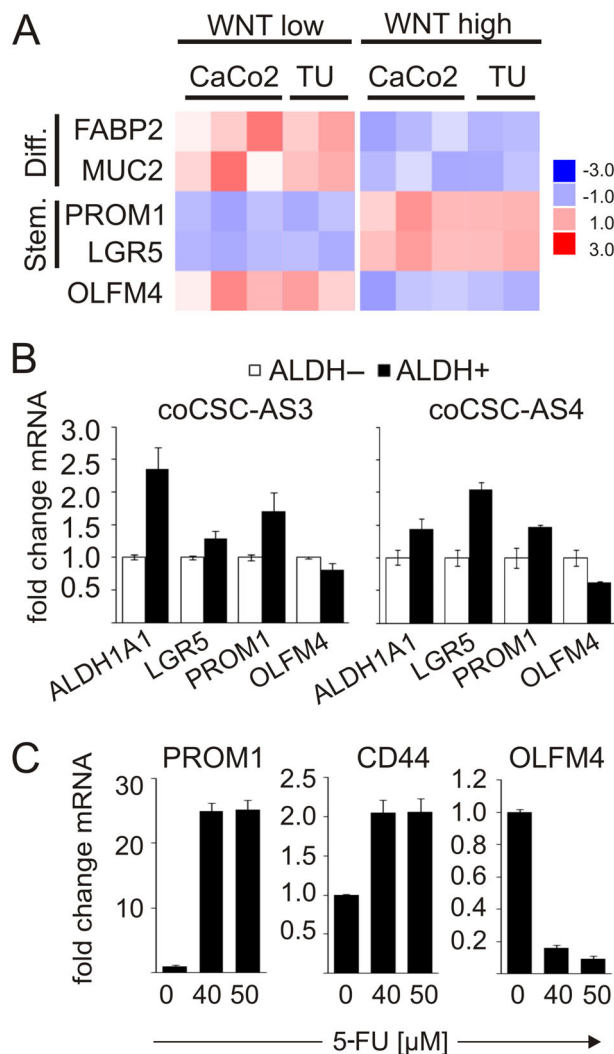 A
WNT low WNT high
CaCo2 TU CaCo2 TU
Diff.
FABP2
MUC2
Stem.
PROM1
LGR5
OLFM4
-3.0
-1.0
1.0
3.0
B
ALDH– ALDH+
coCSC-AS3 coCSC-AS4
fold change mRNA
3.0
2.5
2.0
1.5
1.0
0.5
ALDH1A1 LGR5 PROM1 OLFM4 ALDH1A1 LGR5 PROM1 OLFM4
C
PROM1 CD44 OLFM4
fold change mRNA
30
20
10
2.5
2.0
1.5
1.0
0.5
1.2
1.0
0.8
0.6
0.4
0.2
0 40 50 0 40 50 0 40 50
5-FU [µM]